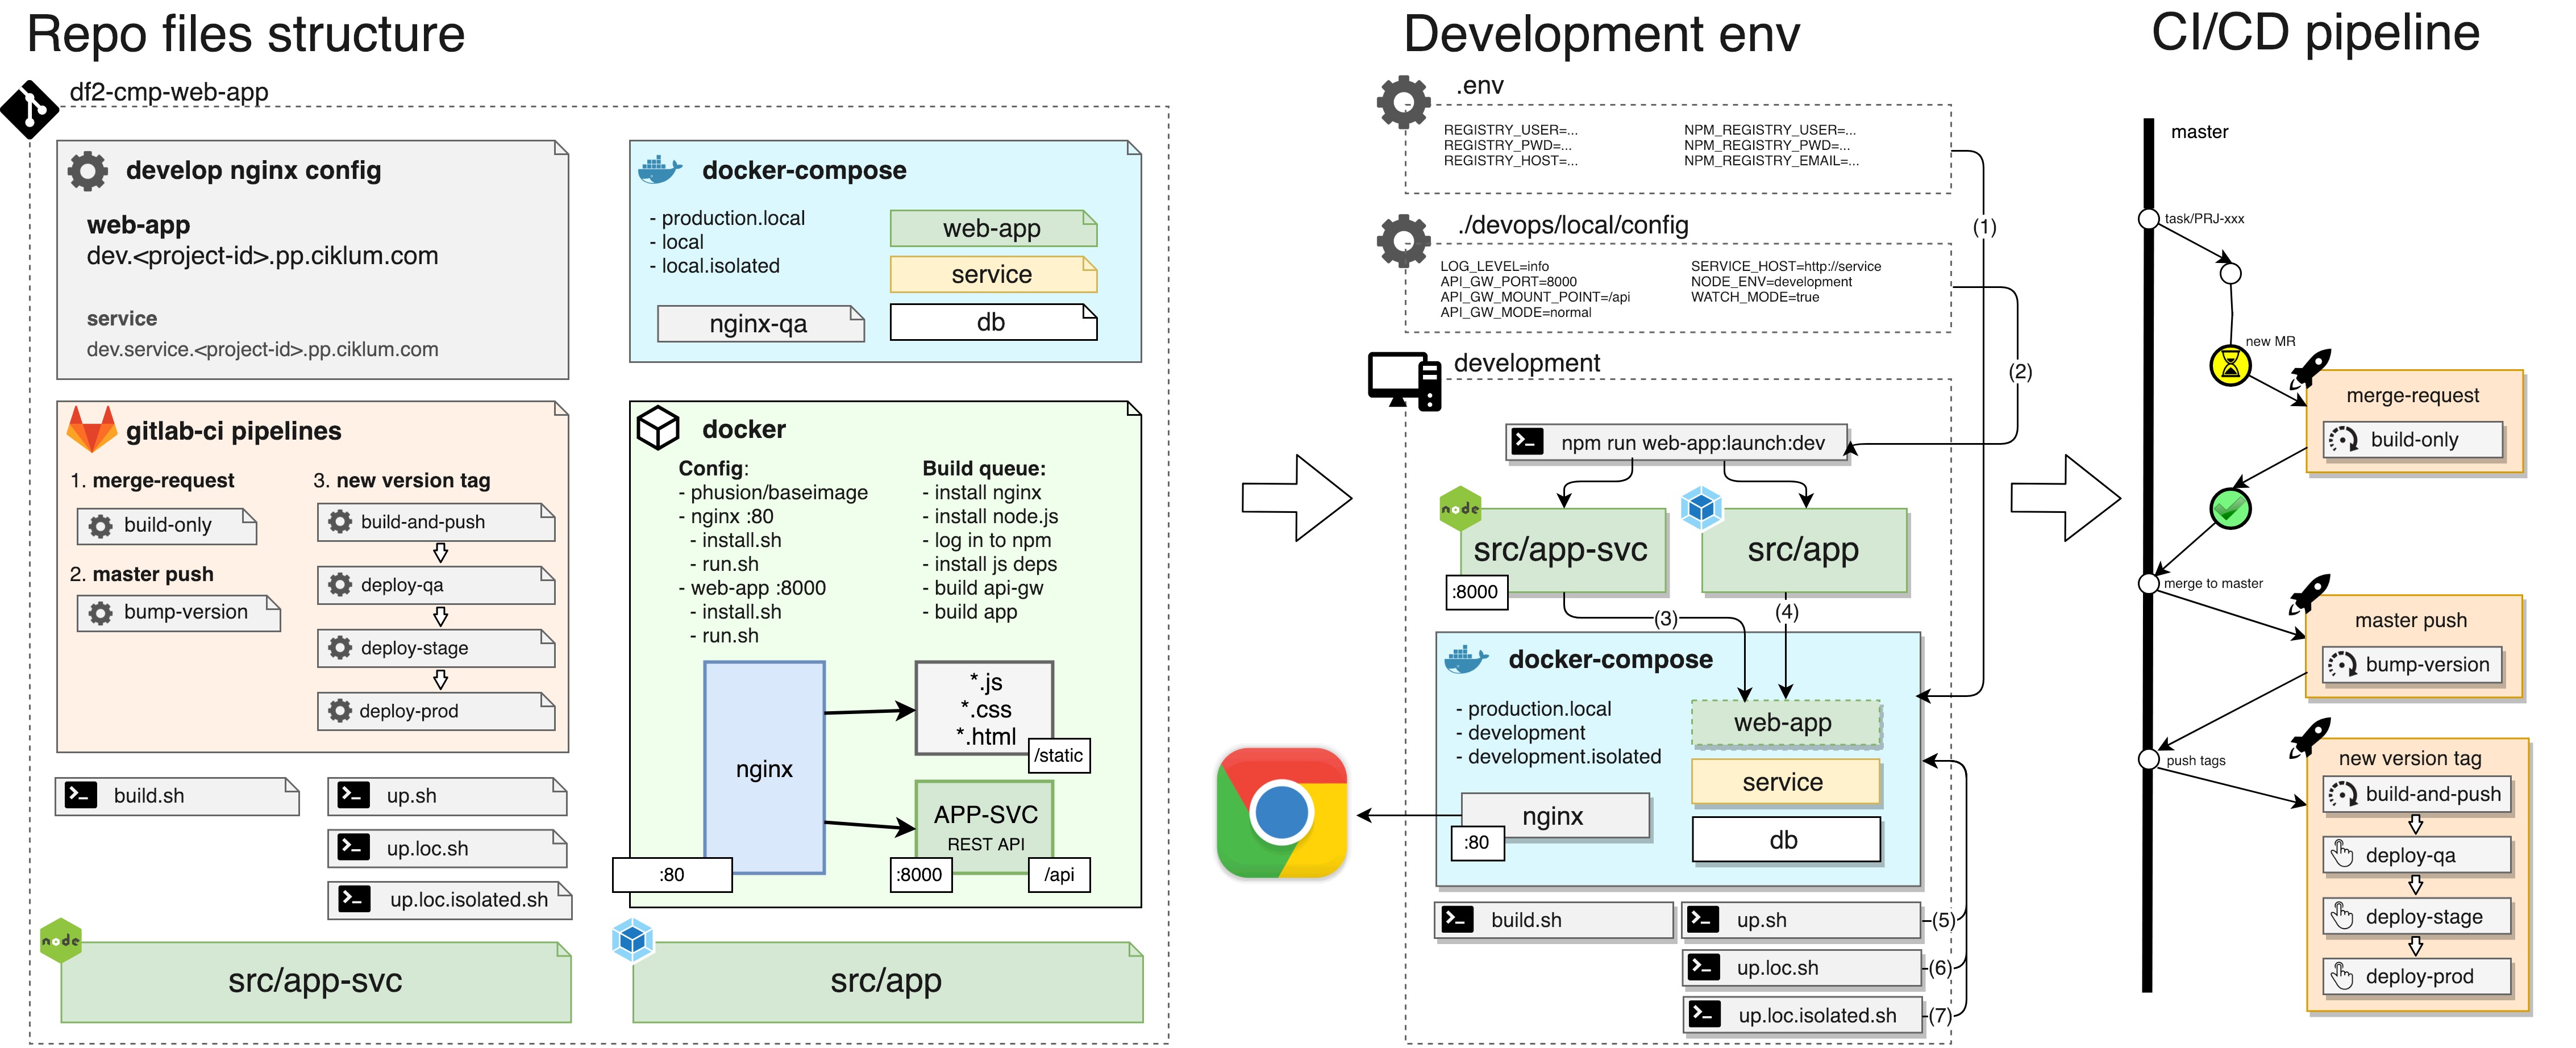 Repo files structure
df2-cmp-web-app
develop nginx config
web-app
dev.<project-id>.pp.ciklum.com
service
dev.service.<project-id>.pp.ciklum.com
docker-compose
- production.local
- local
- local.isolated
web-app
service
nginx-qa
db
gitlab-ci pipelines
1. merge-request
build-only
2. master push
bump-version
3. new version tag
build-and-push
deploy-qa
deploy-stage
deploy-prod
docker
Config:
- phusion/baseimage
- nginx :80
- install.sh
- run.sh
- web-app :8000
- install.sh
- run.sh
Build queue:
- install nginx
- install node.js
- log in to npm
- install js deps
- build api-gw
- build app
nginx
:80
*.js
*.css
*.html
/static
APP-SVC
REST API
:8000
/api
build.sh
up.sh
up.loc.sh
up.loc.isolated.sh
node
src/app-svc
src/app
Development env
.env
REGISTRY_USER=...
REGISTRY_PWD=...
REGISTRY_HOST=...
NPM_REGISTRY_USER=...
NPM_REGISTRY_PWD=...
NPM_REGISTRY_EMAIL=...
(1)
./devops/local/config
LOG_LEVEL=info
API_GW_PORT=8000
API_GW_MOUNT_POINT=/api
API_GW_MODE=normal
SERVICE_HOST=http://service
NODE_ENV=development
WATCH_MODE=true
(2)
development
npm run web-app:launch:dev
node
src/app-svc
:8000
src/app
(3)
(4)
docker-compose
- production.local
- development
- development.isolated
web-app
service
nginx
:80
db
build.sh
up.sh
(5)
up.loc.sh
(6)
up.loc.isolated.sh
(7)
CI/CD pipeline
master
task/PRJ-xxx
new MR
merge-request
build-only
merge to master
master push
bump-version
push tags
new version tag
build-and-push
deploy-qa
deploy-stage
deploy-prod